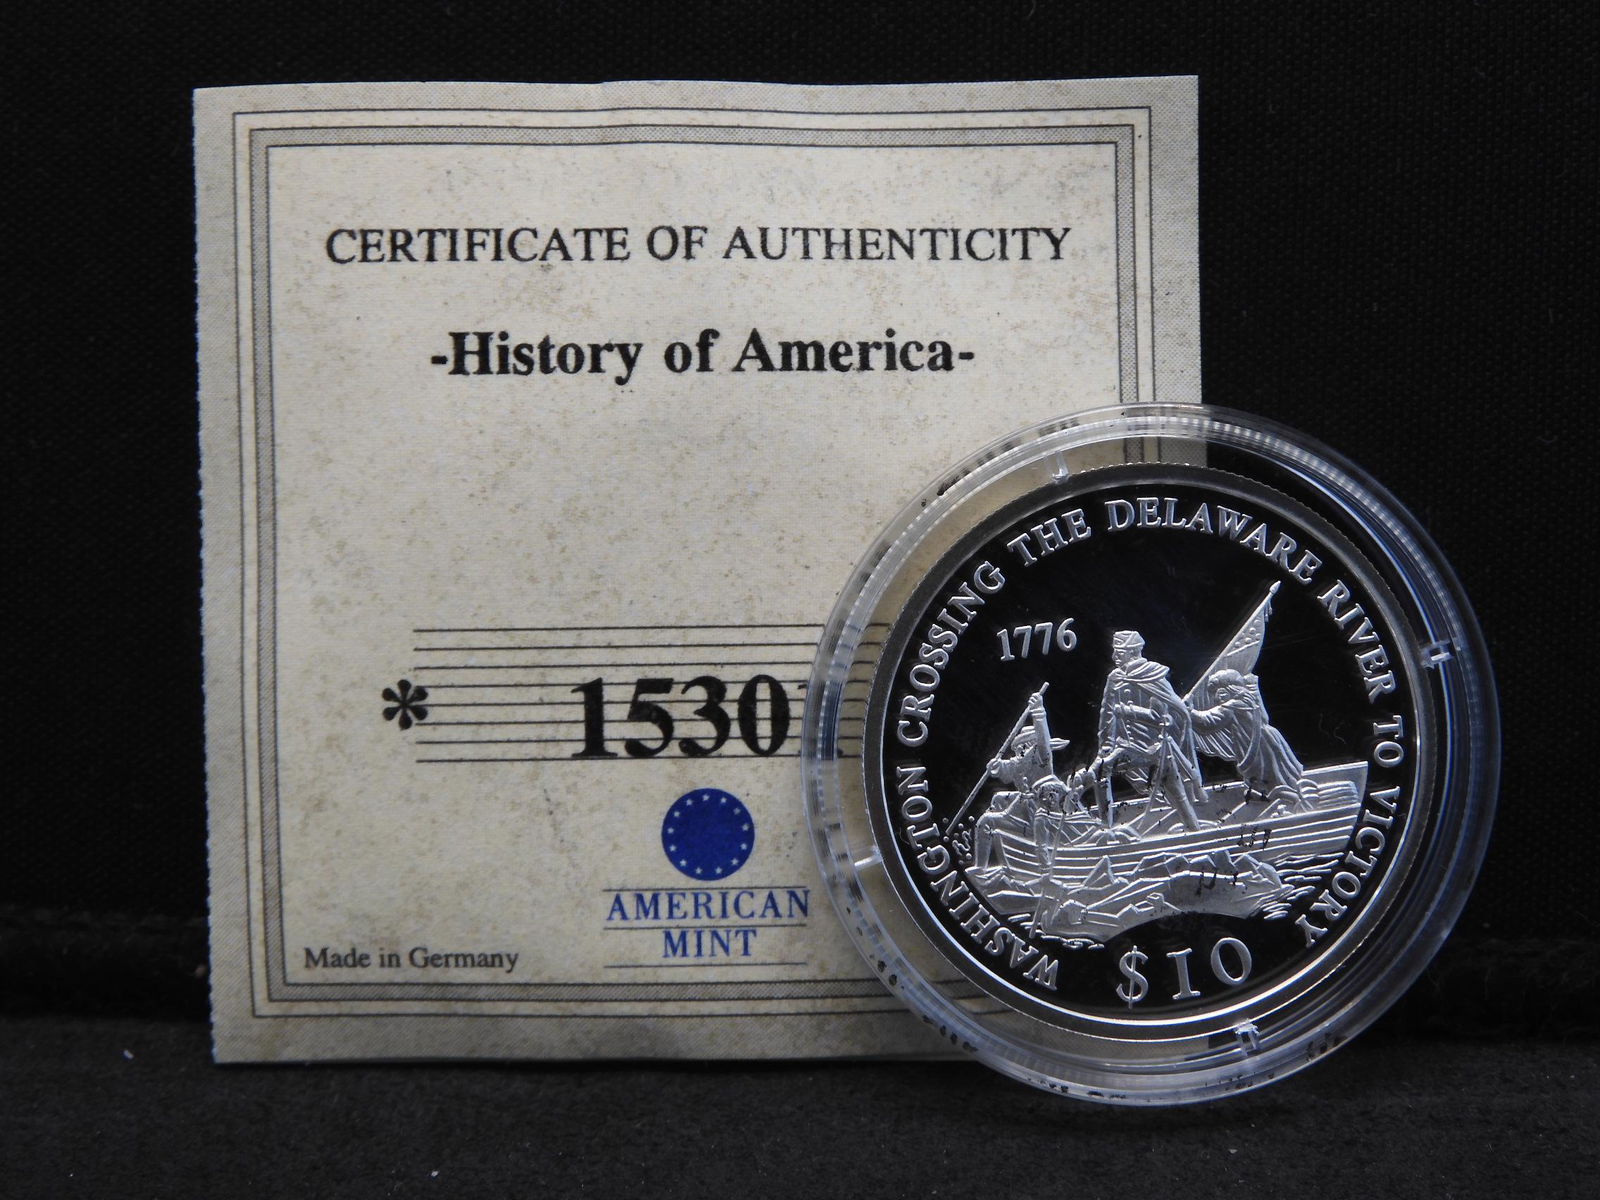 CERTIFICATE OF AUTHENTICITY
-History of America-
* 1530
AMERICAN
MINT
Made in Germany
WASHINGTON CROSSING THE DELAWARE RIVER TO VICTORY
1776
$10